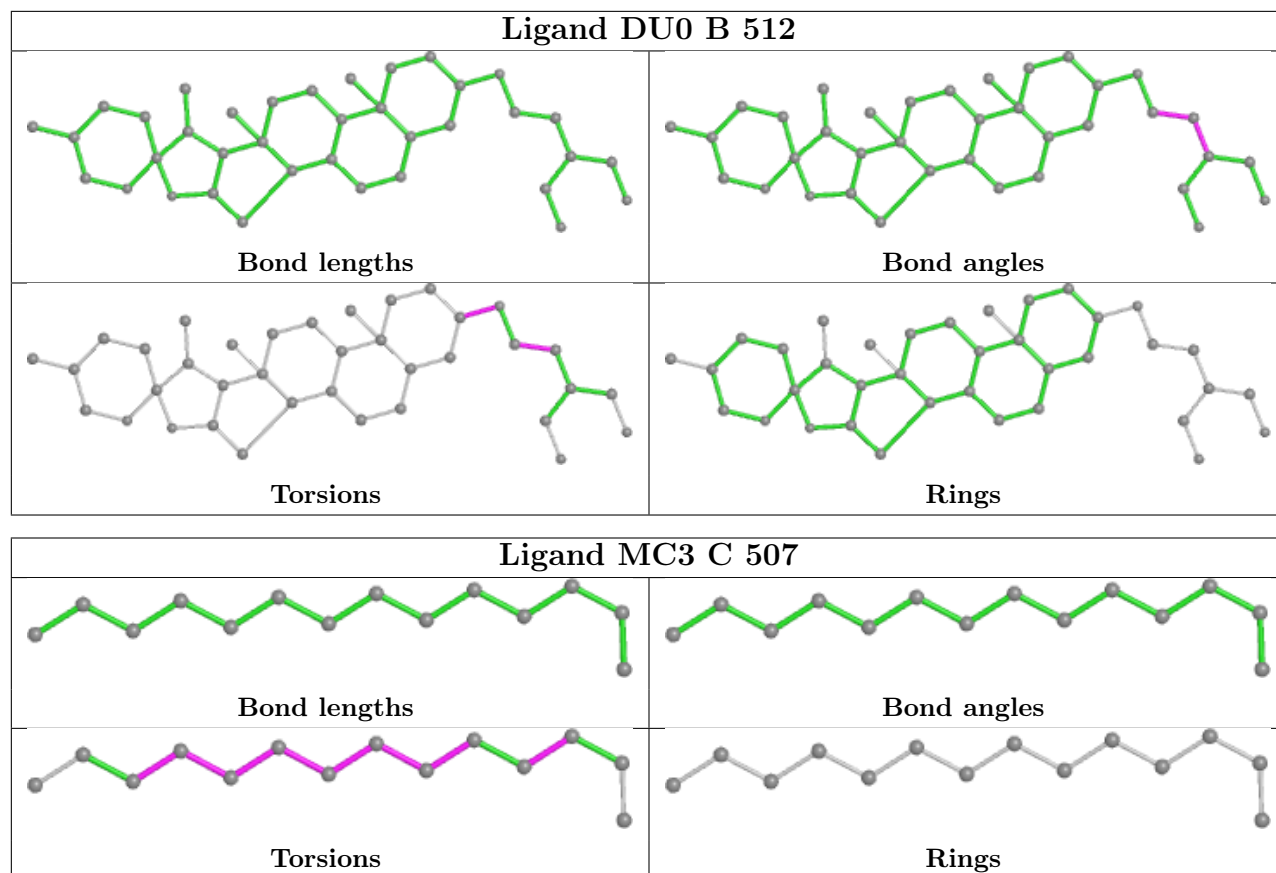 Ligand DU0 B 512
Bond lengths
Bond angles
Torsions
Rings
Ligand MC3 C 507
Bond lengths
Bond angles
Torsions
Rings